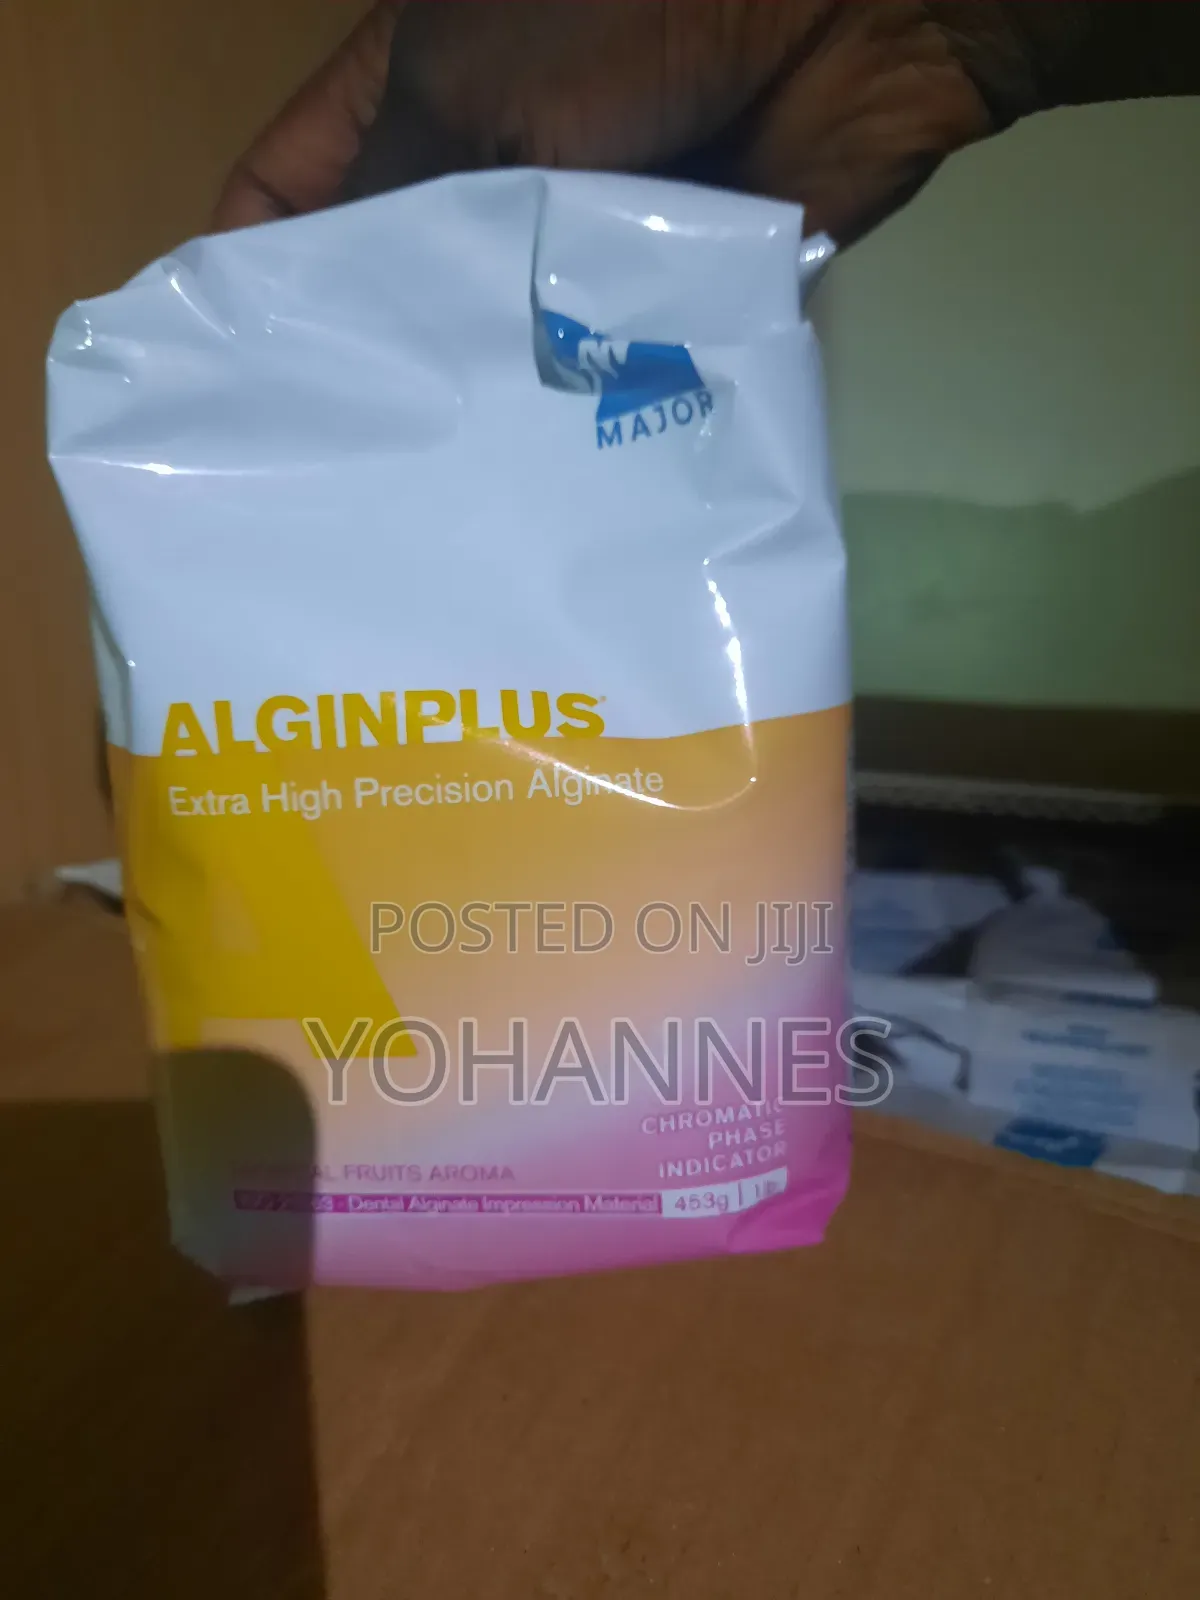 M
MAJOR
ALGINPLUS
Extra High Precision Alginate
A
POSTED ON JIJI
YOHANNES
CHROMATIC
PHASE
INDICATOR
FRUITS AROMA
- Dental Alginate Impression Material 453g | 1